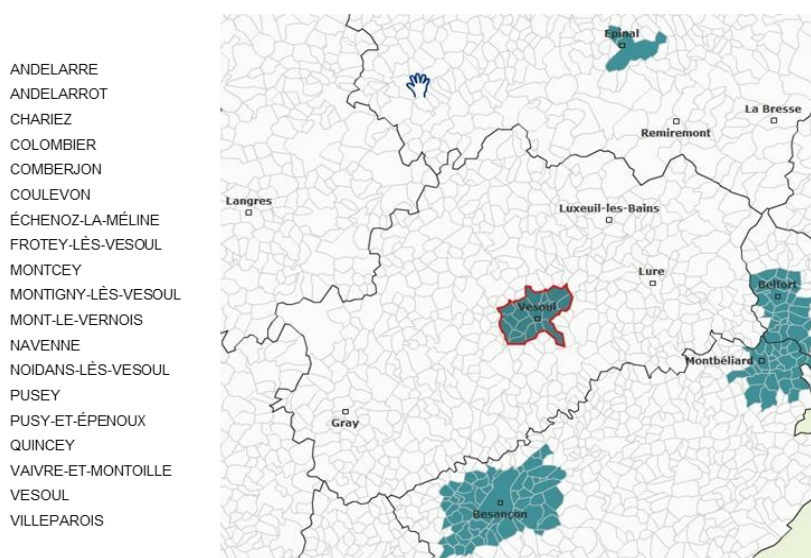 ANDELARRE
ANDELARROT
CHARIEZ
COLOMBIER
COMBERJON
COULEVON
ÉCHENOZ-LA-MÉLINE
FROTEY-LÈS-VESOUL
MONTCEY
MONTIGNY-LÈS-VESOUL
MONT-LE-VERNOIS
NAVENNE
NOIDANS-LÈS-VESOUL
PUSEY
PUSY-ET-ÉPENOUX
QUINCEY
VAIVRE-ET-MONTOILLE
VESOUL
VILLEPAROIS
Epinal
La Bresse
Remiremont
Langres
Luxeuil-les-Bains
Lure
Belfort
Vesoul
Montbéliard
Gray
Besançon